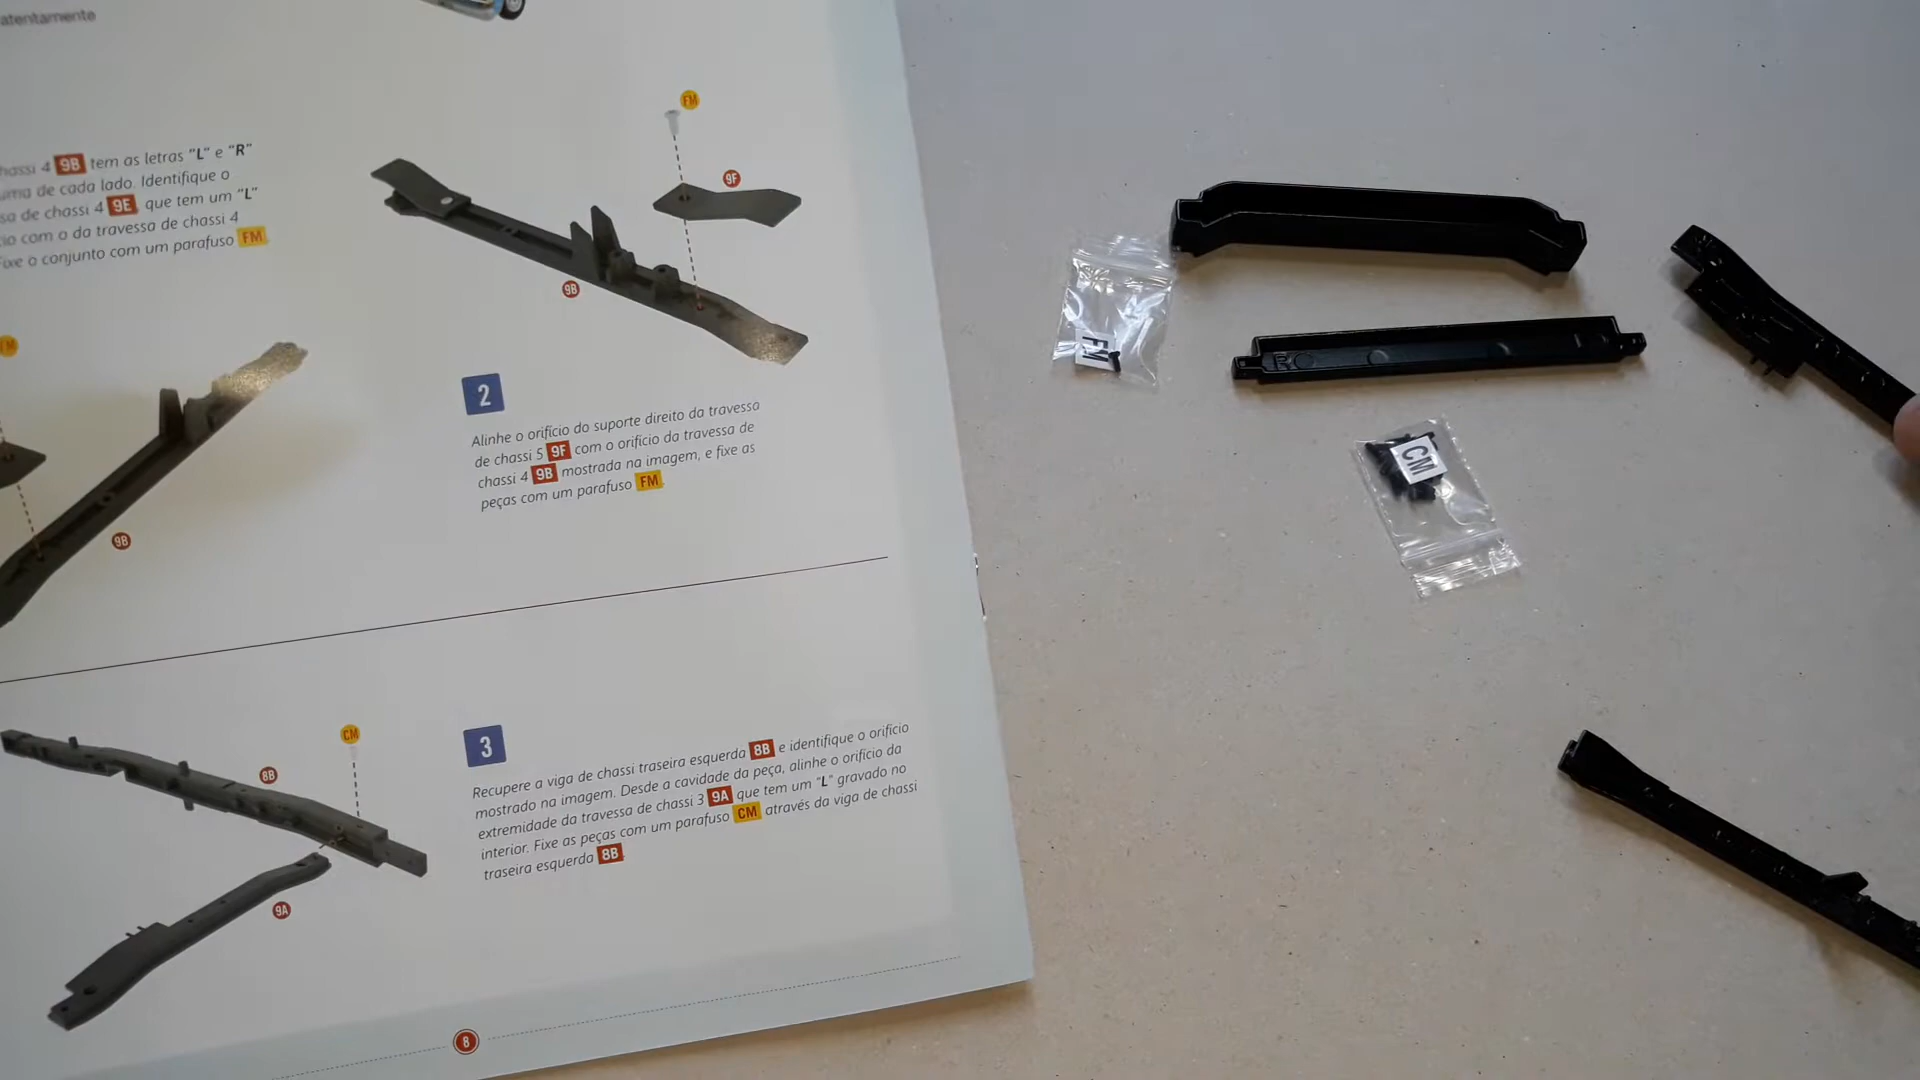 atentamente
chassi 4 9B tem as letras "L" e "R"
uma de cada lado. Identifique o
sa de chassi 4 9E, que tem um "L"
cio com o da travessa de chassi 4
Fixe o conjunto com um parafuso FM.
FM
9F
9B
FM
9B
2
Alinhe o orifício do suporte direito da travessa
de chassi 5 9F com o orifício da travessa de
chassi 4 9B mostrada na imagem, e fixe as
peças com um parafuso FM.
CM
8B
9A
3
Recupere a viga de chassi traseira esquerda 8B e identifique o orifício
mostrado na imagem. Desde a cavidade da peça, alinhe o orifício da
extremidade da travessa de chassi 3 9A que tem um "L" gravado no
interior. Fixe as peças com um parafuso CM através da viga de chassi
traseira esquerda 8B.
8
FM
R
CM